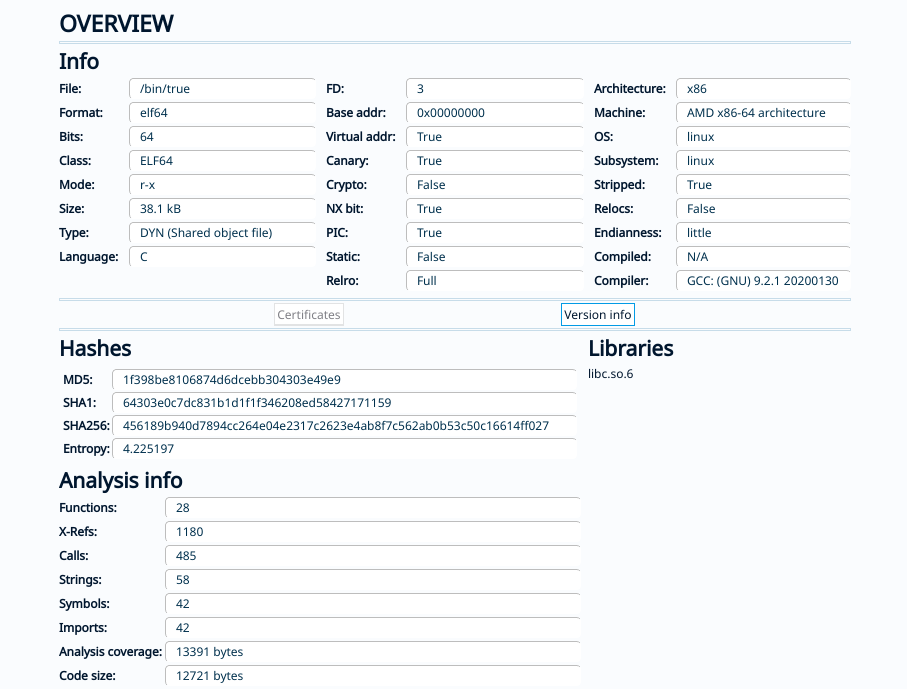 OVERVIEW
Info
File: /bin/true FD: 3 Architecture: x86
Format: elf64 Base addr: 0x00000000 Machine: AMD x86-64 architecture
Bits: 64 Virtual addr: True OS: linux
Class: ELF64 Canary: True Subsystem: linux
Mode: r-x Crypto: False Stripped: True
Size: 38.1 kB NX bit: True Relocs: False
Type: DYN (Shared object file) PIC: True Endianness: little
Language: C Static: False Compiled: N/A
Relro: Full Compiler: GCC: (GNU) 9.2.1 20200130
Certificates Version info
Hashes Libraries
MD5: 1f398be8106874d6dcebb304303e49e9 libc.so.6
SHA1: 64303e0c7dc831b1d1f1f346208ed58427171159
SHA256: 456189b940d7894cc264e04e2317c2623e4ab8f7c562ab0b53c50c16614ff027
Entropy: 4.225197
Analysis info
Functions: 28
X-Refs: 1180
Calls: 485
Strings: 58
Symbols: 42
Imports: 42
Analysis coverage: 13391 bytes
Code size: 12721 bytes